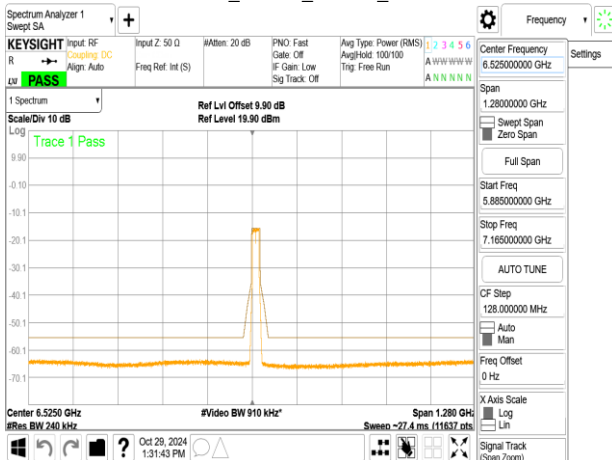 Spectrum Analyzer 1
Swept SA
Frequency
Settings
KEYSIGHT
R
LXI
PASS
Input: RF
Coupling: DC
Align: Auto
Input Z: 50 Ω
Freq Ref: Int (S)
#Atten: 20 dB
PNO: Fast
Gate: Off
IF Gain: Low
Sig Track: Off
Avg Type: Power (RMS)
Avg|Hold: 100/100
Trig: Free Run
1 2 3 4 5 6
A W W W W W
A N N N N N
1 Spectrum
Scale/Div 10 dB
Ref Lvl Offset 9.90 dB
Ref Level 19.90 dBm
Log
Trace 1 Pass
9.90
-0.10
-10.1
-20.1
-30.1
-40.1
-50.1
-60.1
-70.1
Center 6.5250 GHz
#Res BW 240 kHz
#Video BW 910 kHz*
Span 1.280 GHz
Sweep ~27.4 ms (11637 pts
Oct 29, 2024
1:31:43 PM
Center Frequency
6.525000000 GHz
Span
1.28000000 GHz
Swept Span
Zero Span
Full Span
Start Freq
5.885000000 GHz
Stop Freq
7.165000000 GHz
AUTO TUNE
CF Step
128.000000 MHz
Auto
Man
Freq Offset
0 Hz
X Axis Scale
Log
Lin
Signal Track
(Span Zoom)